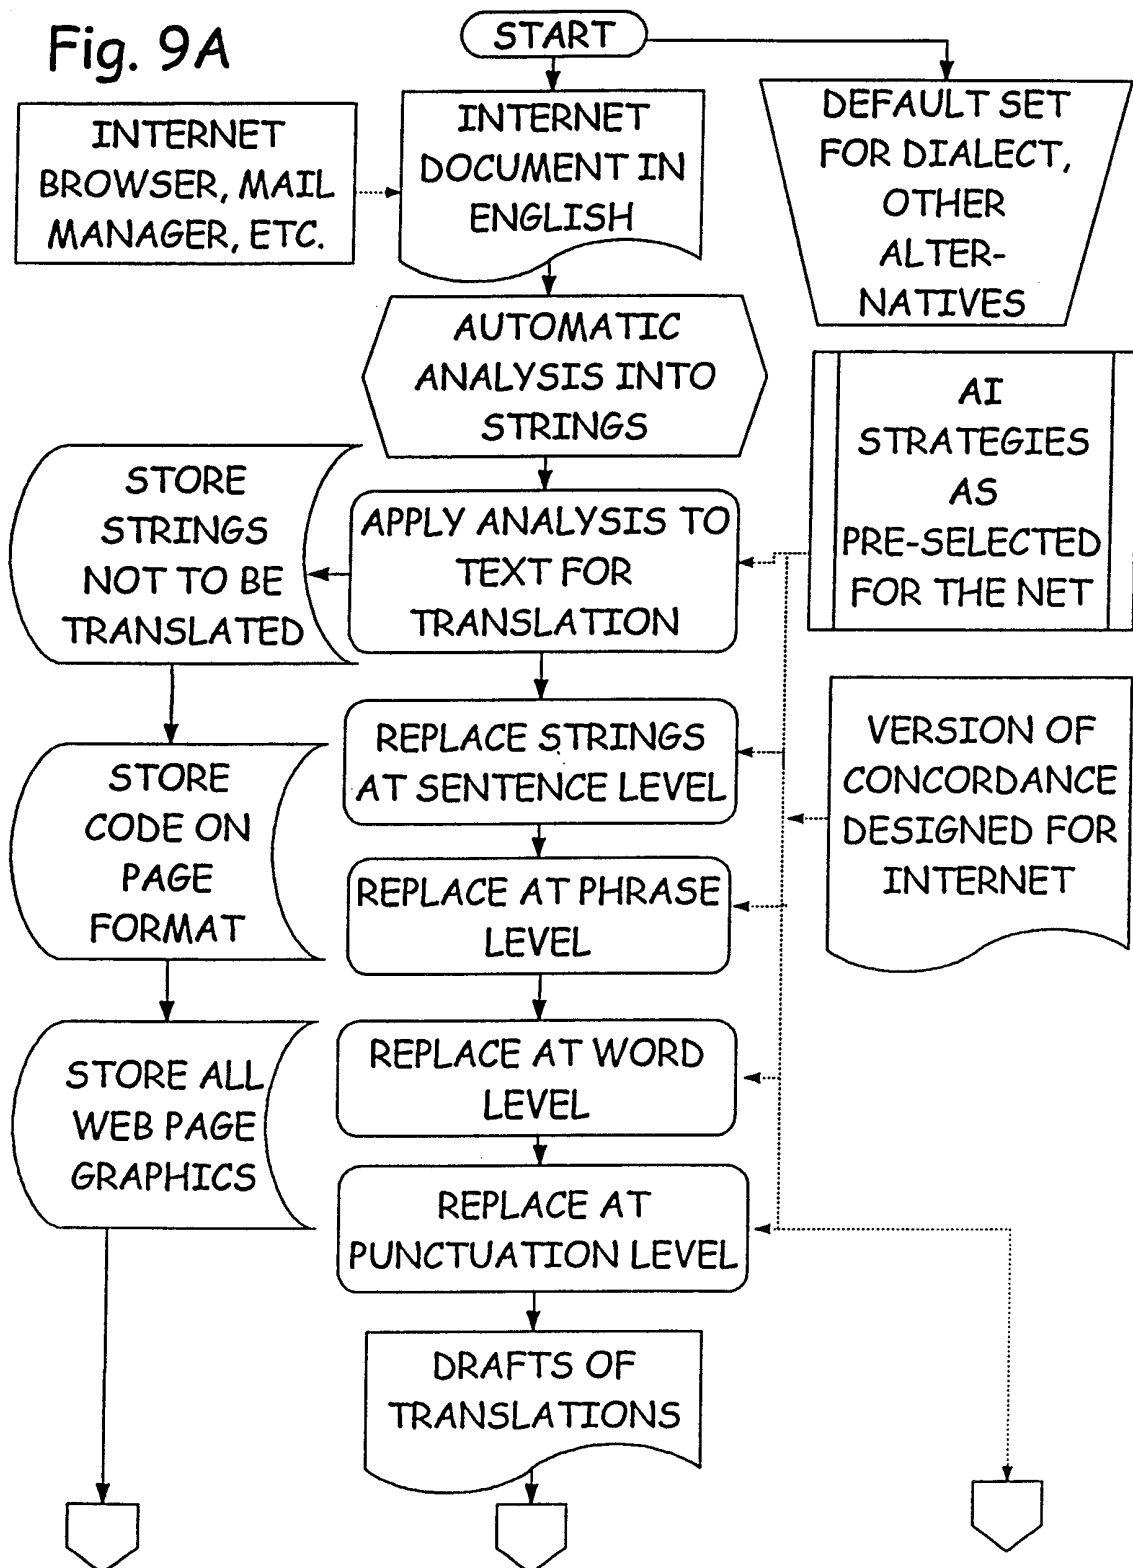 Fig. 9A
START
INTERNET
BROWSER, MAIL
MANAGER, ETC.
INTERNET
DOCUMENT IN
ENGLISH
DEFAULT SET
FOR DIALECT,
OTHER
ALTER-
NATIVES
AUTOMATIC
ANALYSIS INTO
STRINGS
AI
STRATEGIES
AS
PRE-SELECTED
FOR THE NET
STORE
STRINGS
NOT TO BE
TRANSLATED
APPLY ANALYSIS TO
TEXT FOR
TRANSLATION
REPLACE STRINGS
AT SENTENCE LEVEL
VERSION OF
CONCORDANCE
DESIGNED FOR
INTERNET
STORE
CODE ON
PAGE
FORMAT
REPLACE AT PHRASE
LEVEL
STORE ALL
WEB PAGE
GRAPHICS
REPLACE AT WORD
LEVEL
REPLACE AT
PUNCTUATION LEVEL
DRAFTS OF
TRANSLATIONS